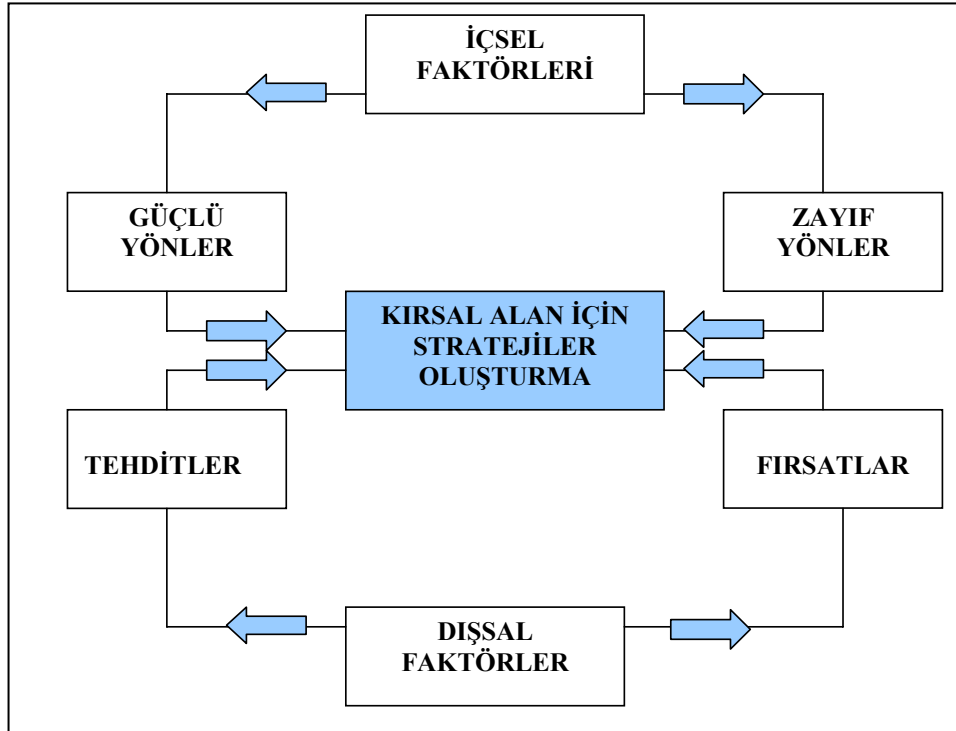 İÇSEL
FAKTÖRLERİ
GÜÇLÜ
YÖNLER
ZAYIF
YÖNLER
KIRSAL ALAN İÇİN
STRATEJİLER
OLUŞTURMA
TEHDİTLER
FIRSATLAR
DIŞSAL
FAKTÖRLER